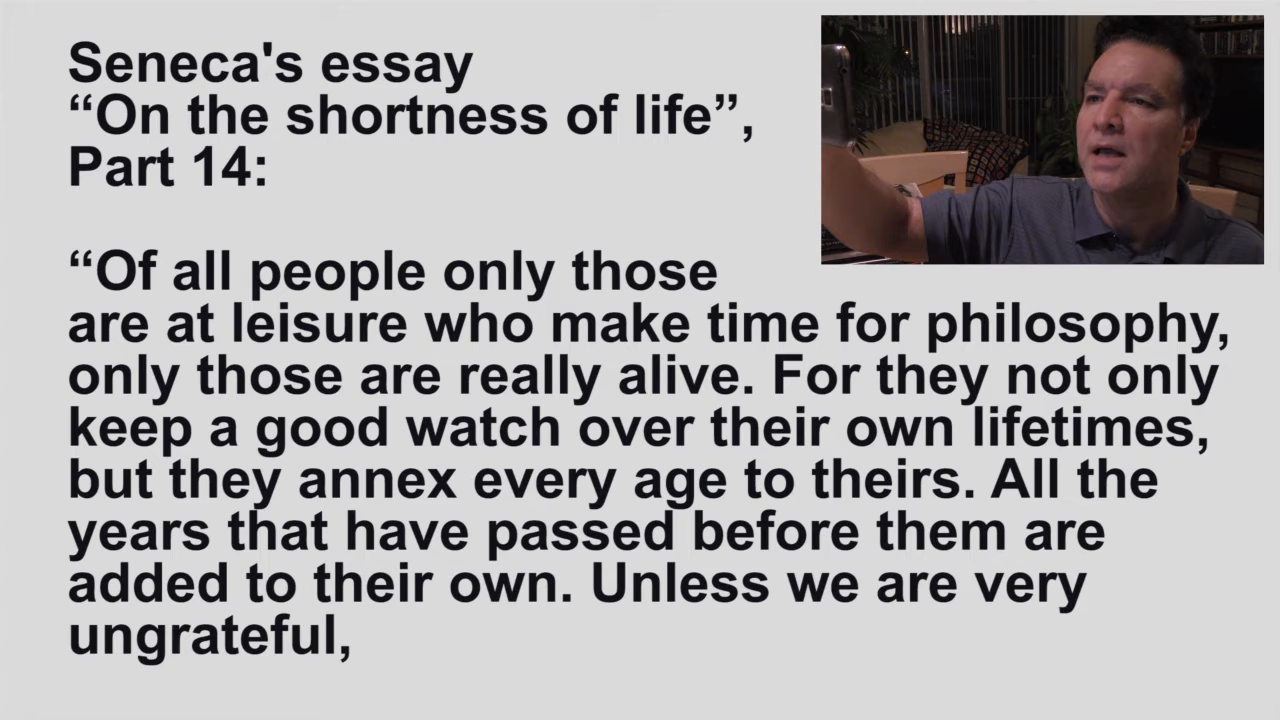 Seneca's essay
“On the shortness of life”,
Part 14:
“Of all people only those
are at leisure who make time for philosophy,
only those are really alive. For they not only
keep a good watch over their own lifetimes,
but they annex every age to theirs. All the
years that have passed before them are
added to their own. Unless we are very
ungrateful,